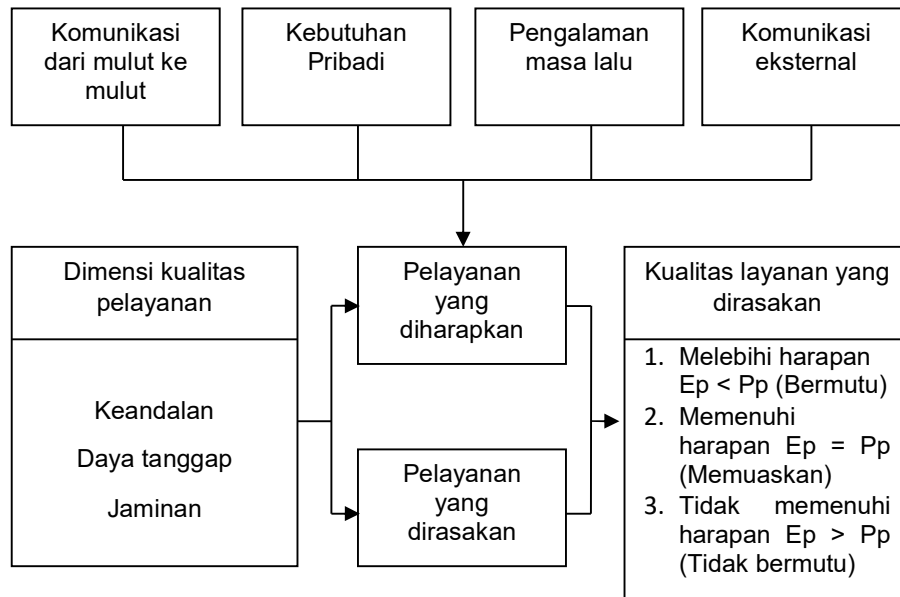 Komunikasi
dari mulut ke
mulut
Kebutuhan
Pribadi
Pengalaman
masa lalu
Komunikasi
eksternal
Dimensi kualitas
pelayanan
Keandalan
Daya tanggap
Jaminan
Pelayanan
yang
diharapkan
Pelayanan
yang
dirasakan
Kualitas layanan yang
dirasakan
1. Melebihi harapan
Ep < Pp (Bermutu)
2. Memenuhi
harapan Ep = Pp
(Memuaskan)
3. Tidak memenuhi
harapan Ep > Pp
(Tidak bermutu)